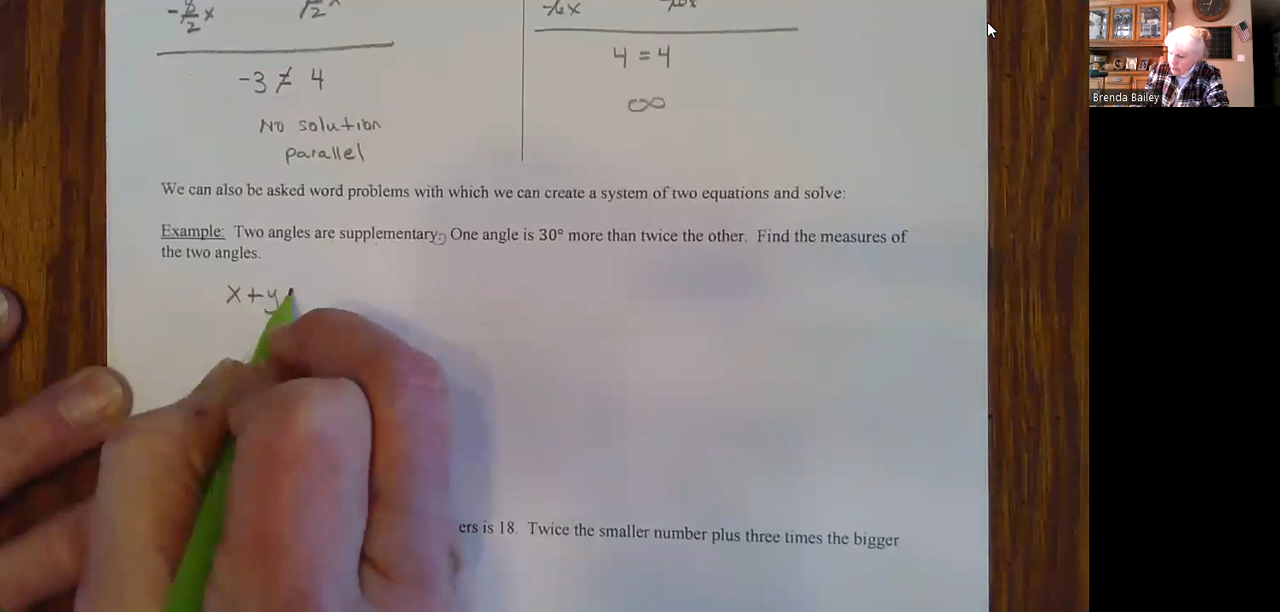 -3 ≠ 4
No solution
parallel
4 = 4
∞
We can also be asked word problems with which we can create a system of two equations and solve:
Example: Two angles are supplementary. One angle is 30° more than twice the other. Find the measures of
the two angles.
x+y
ers is 18. Twice the smaller number plus three times the bigger
Brenda Bailey